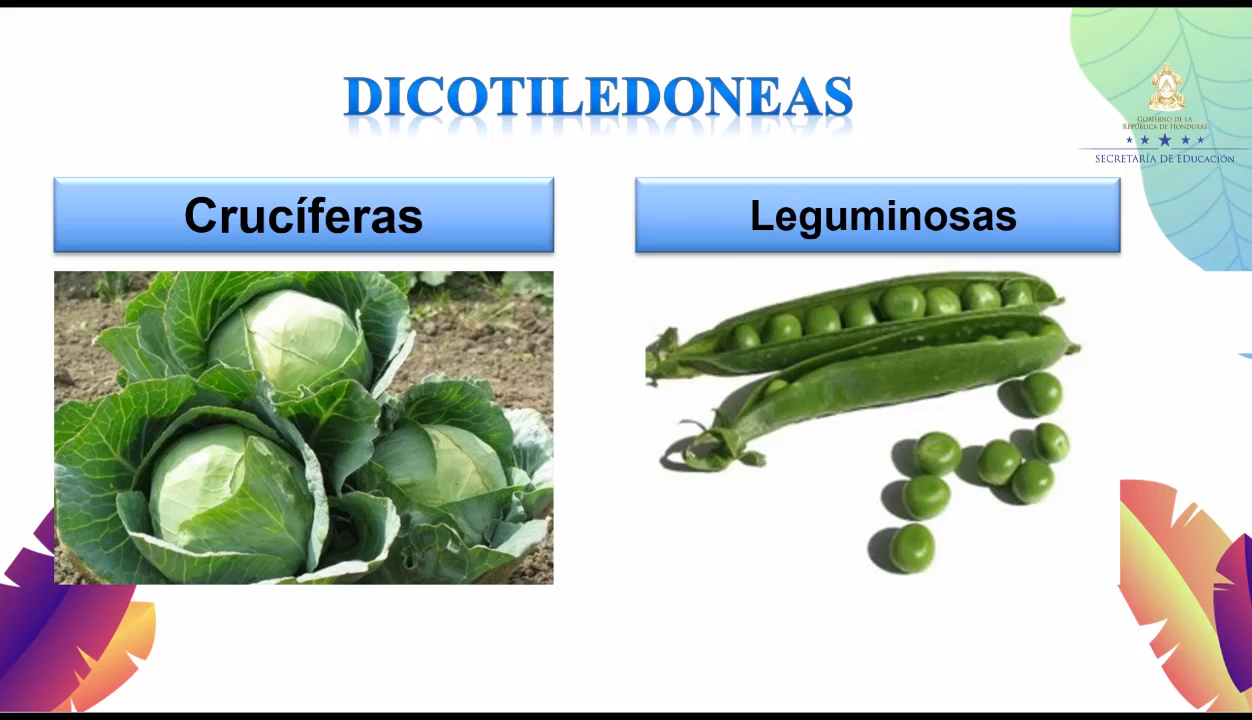 DICOTILEDONEAS
GOBIERNO DE LA
REPÚBLICA DE HONDURAS
SECRETARÍA DE EDUCACIÓN
Crucíferas
Leguminosas